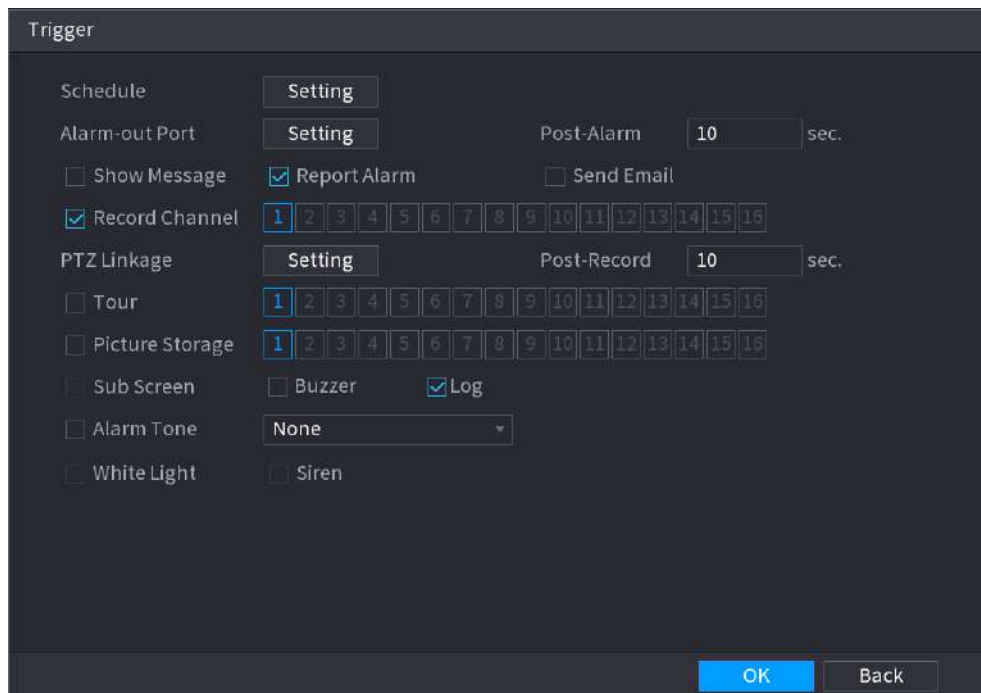 Trigger
Schedule Setting
Alarm-out Port Setting Post-Alarm 10 sec.
Show Message Report Alarm Send Email
Record Channel 1 2 3 4 5 6 7 8 9 10 11 12 13 14 15 16
PTZ Linkage Setting Post-Record 10 sec.
Tour 1 2 3 4 5 6 7 8 9 10 11 12 13 14 15 16
Picture Storage 1 2 3 4 5 6 7 8 9 10 11 12 13 14 15 16
Sub Screen Buzzer Log
Alarm Tone None
White Light Siren
OK Back